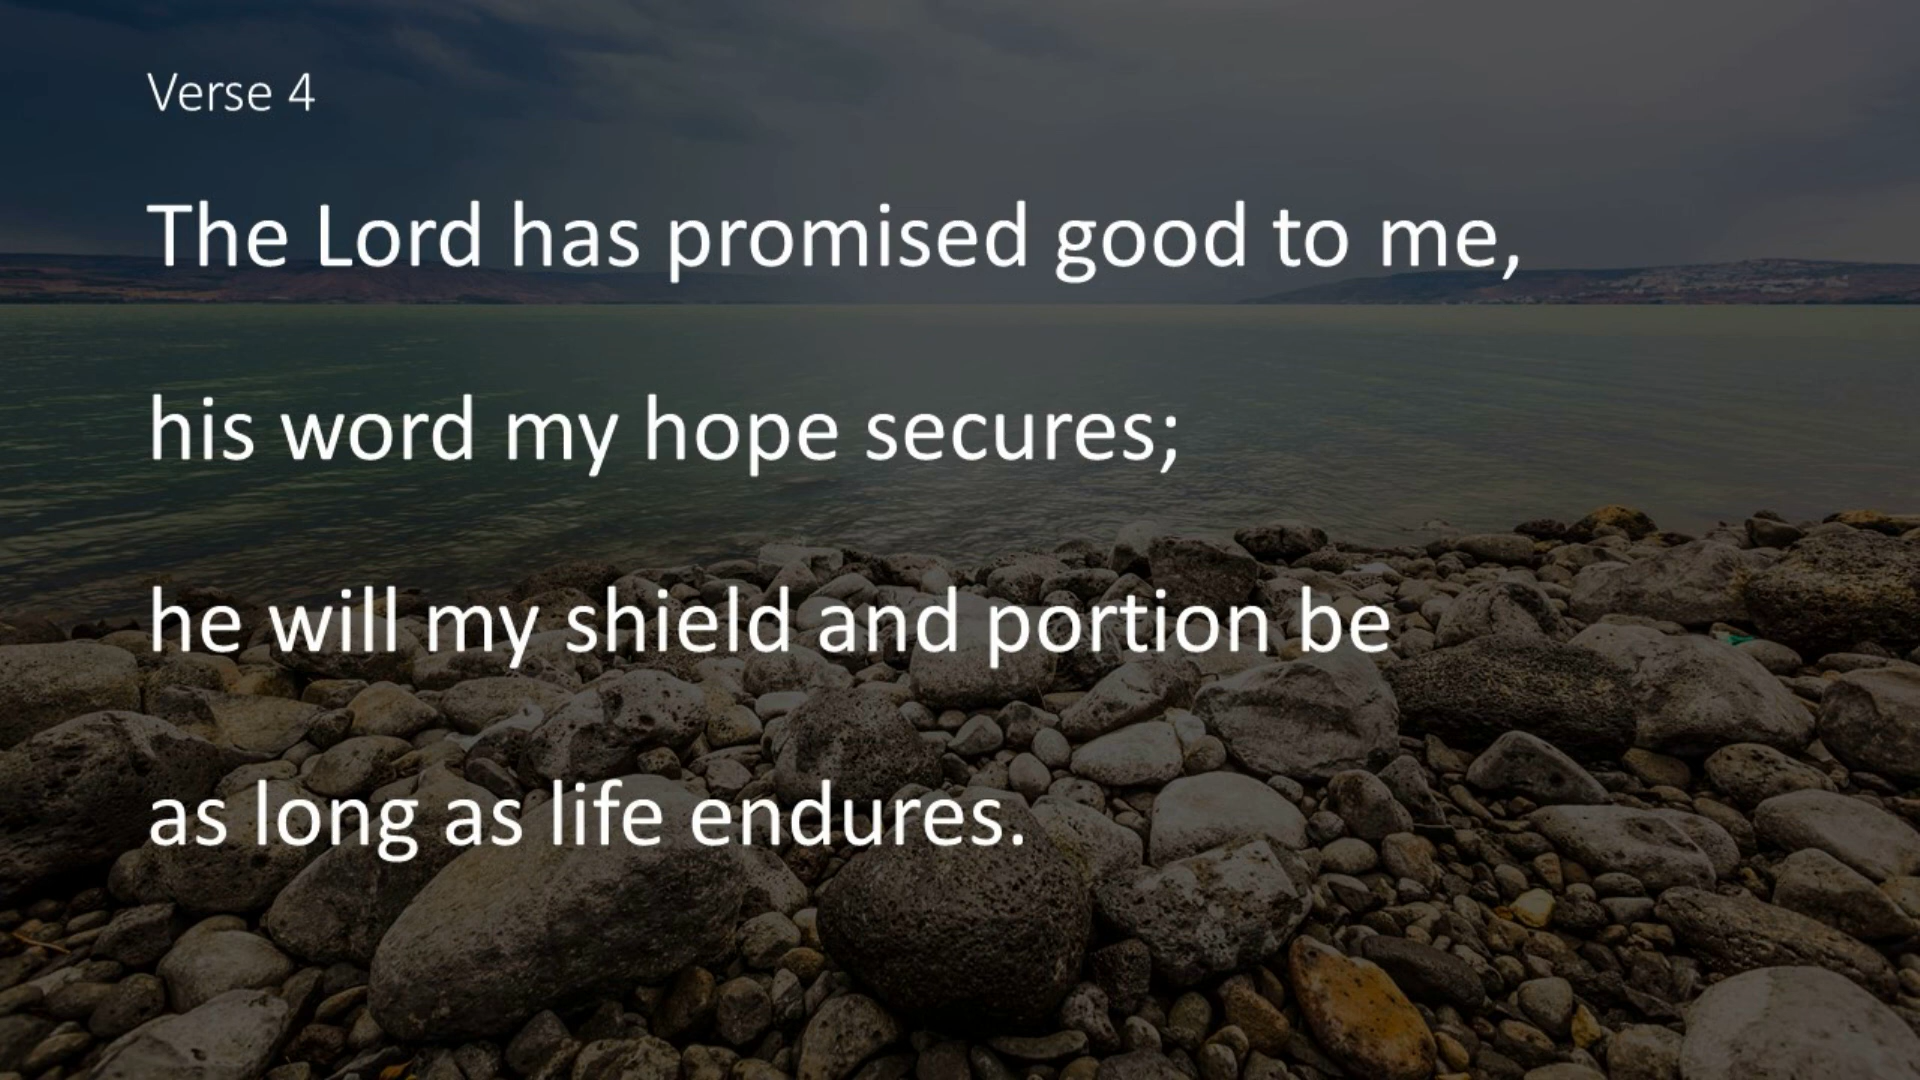 Verse 4
The Lord has promised good to me,
his word my hope secures;
he will my shield and portion be
as long as life endures.